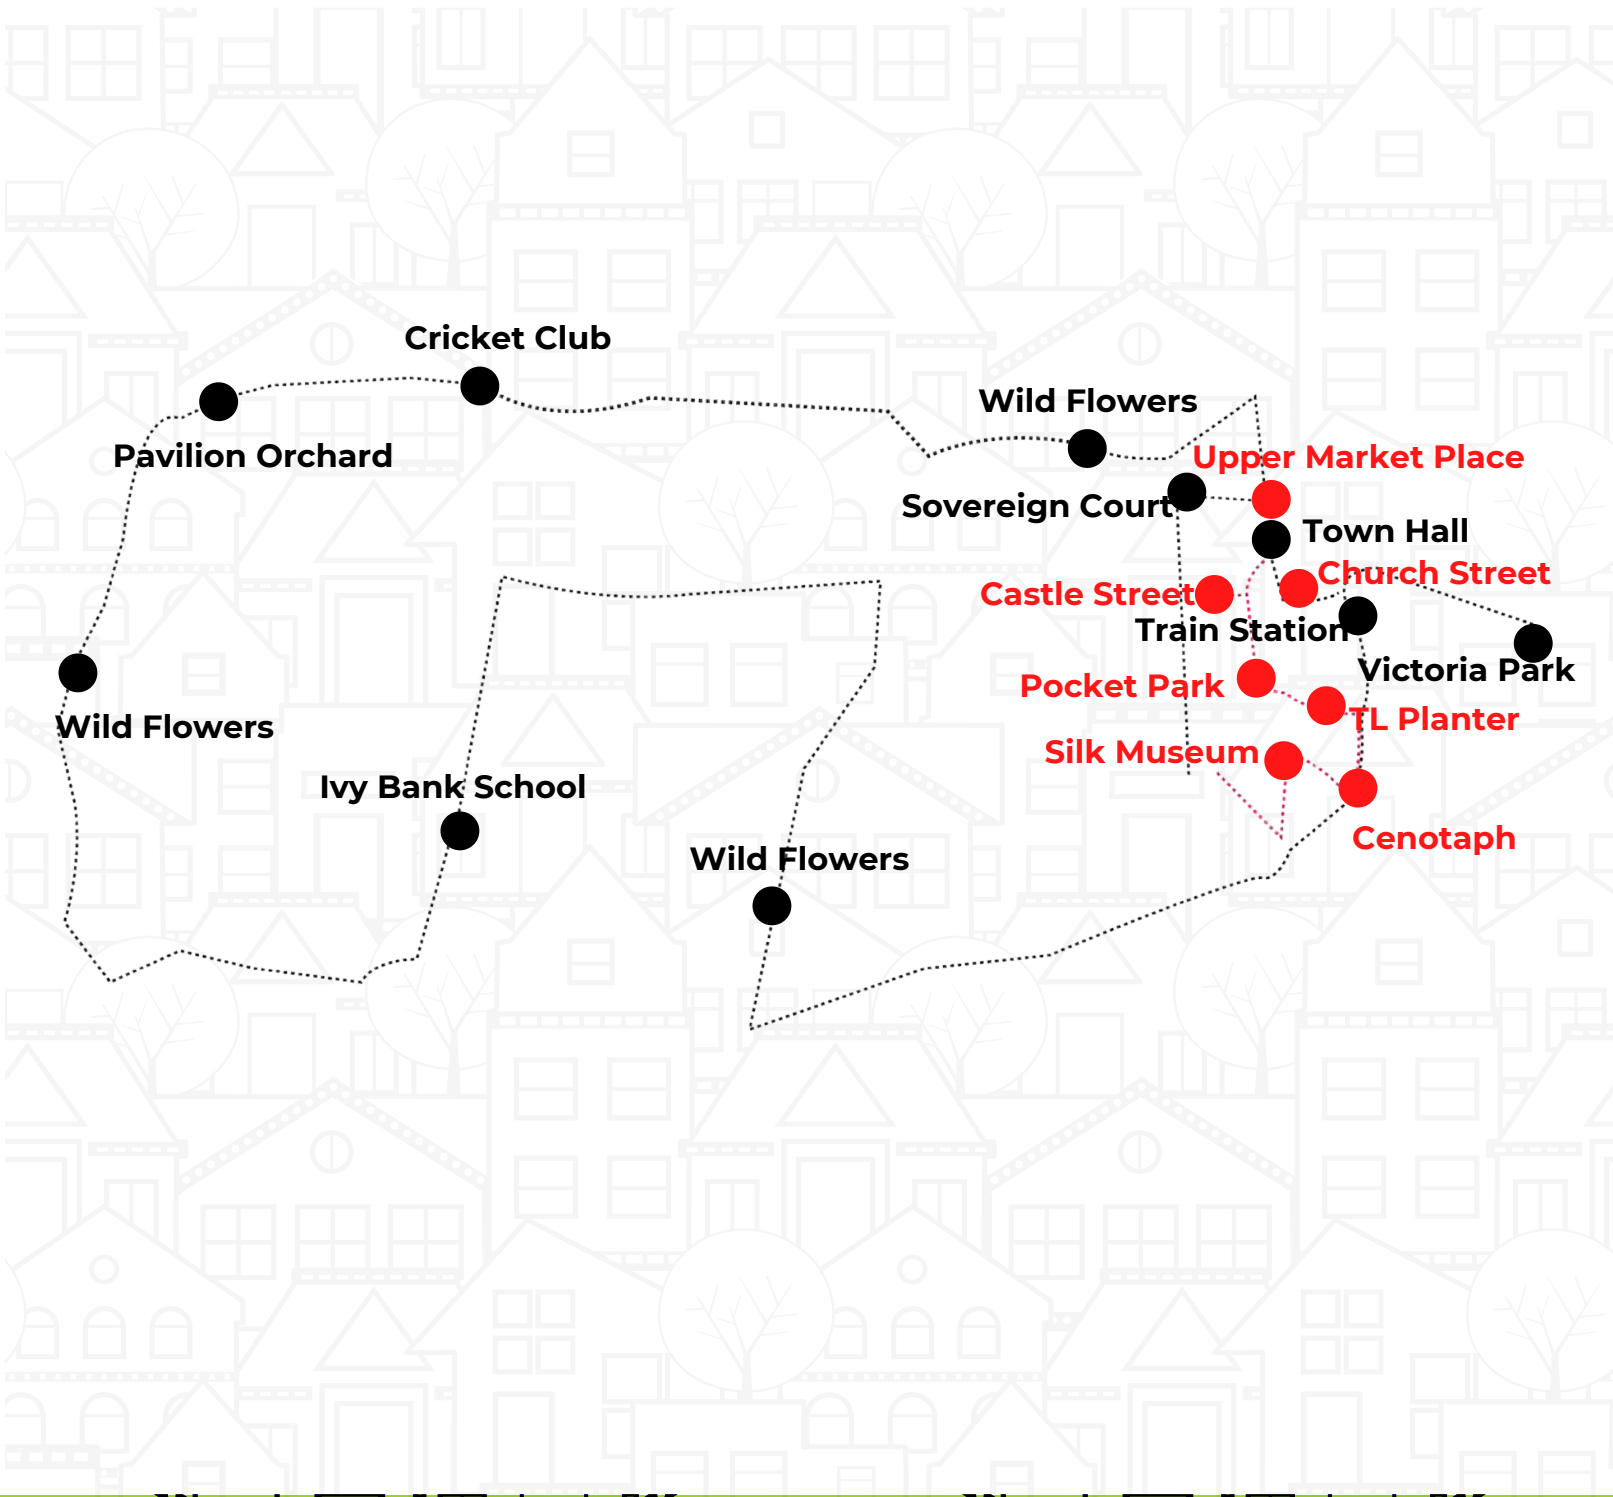 Cricket Club
Wild Flowers
Pavilion Orchard
Upper Market Place
Sovereign Court
Town Hall
Church Street
Castle Street
Train Station
Victoria Park
Pocket Park
TL Planter
Wild Flowers
Silk Museum
Ivy Bank School
Cenotaph
Wild Flowers